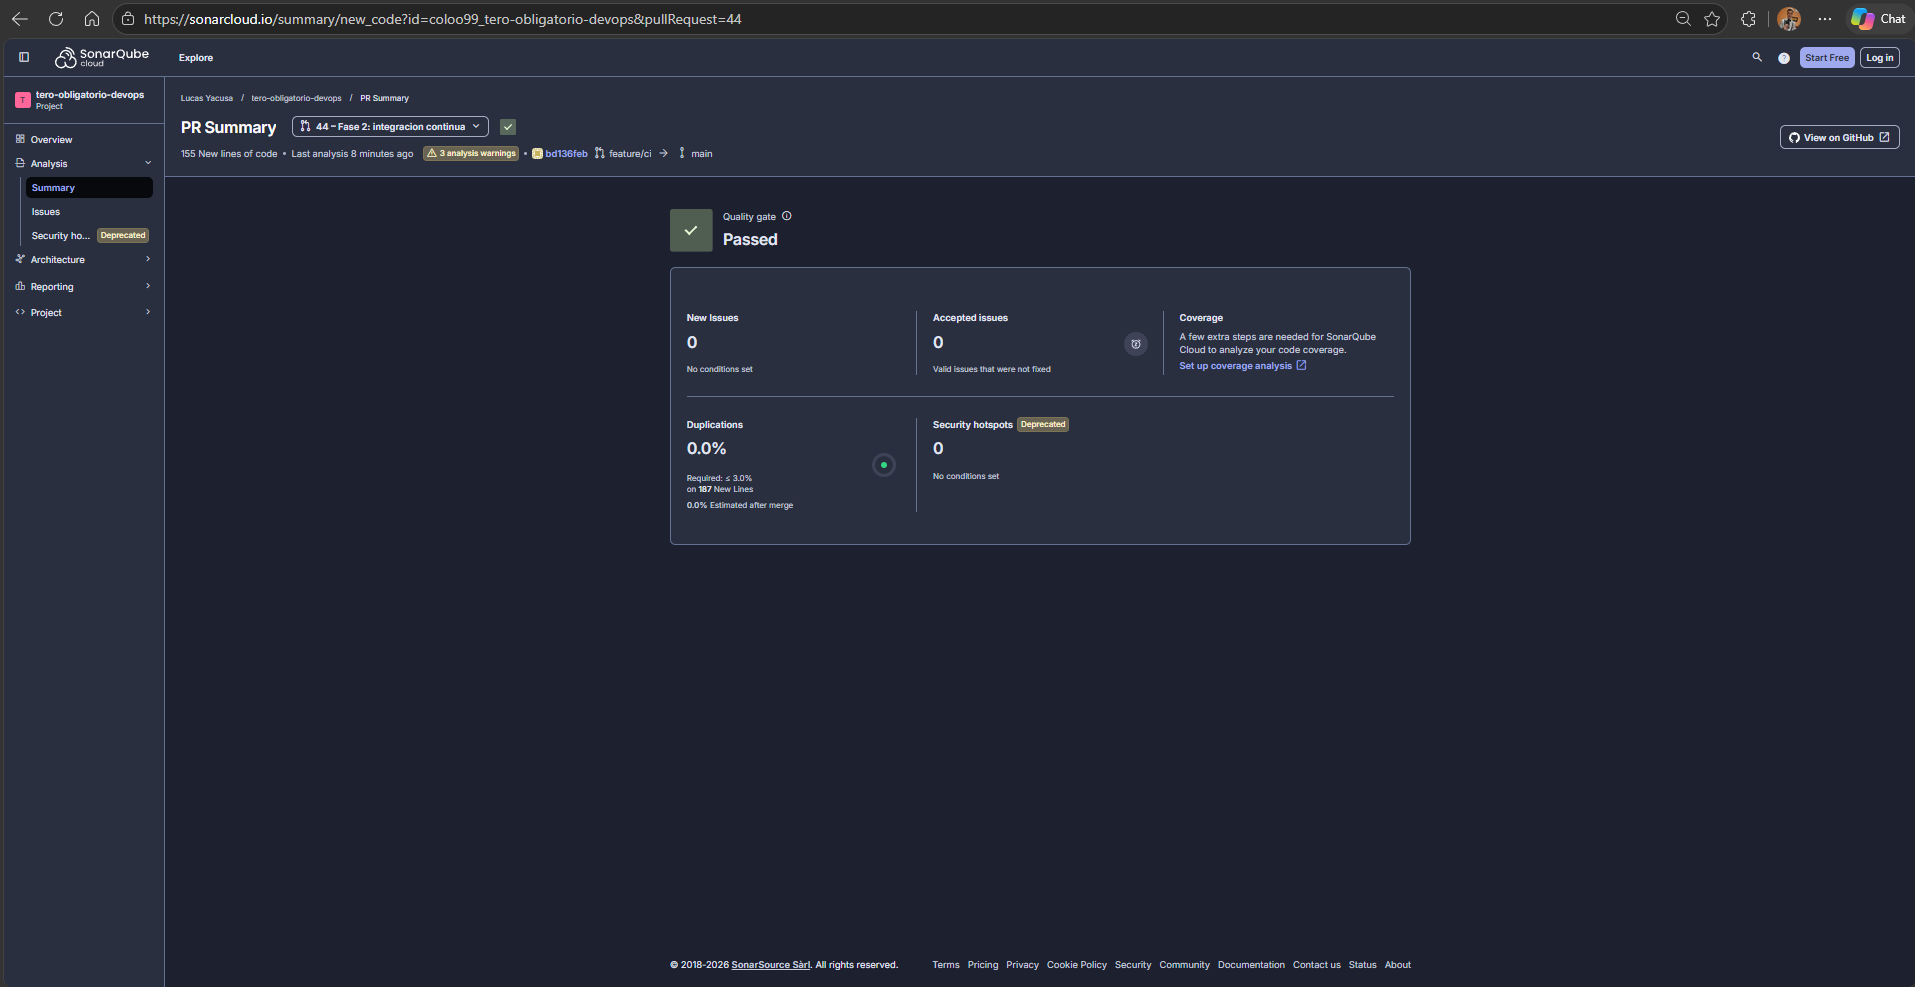 https://sonarcloud.io/summary/new_code?id=coloo99_tero-obligatorio-devops&pullRequest=44
Chat
SonarQube cloud
Explore
Start Free
Log in
T
tero-obligatorio-devops
Project
Overview
Analysis
Summary
Issues
Security ho... Deprecated
Architecture
Reporting
Project
Lucas Yacusa / tero-obligatorio-devops / PR Summary
PR Summary
44 – Fase 2: integracion continua
155 New lines of code • Last analysis 8 minutes ago 3 analysis warnings • bd136feb feature/ci → main
View on GitHub
Quality gate
Passed
New Issues
0
No conditions set
Accepted issues
0
Valid issues that were not fixed
Coverage
A few extra steps are needed for SonarQube
Cloud to analyze your code coverage.
Set up coverage analysis
Duplications
0.0%
Required: ≤ 3.0%
on 187 New Lines
0.0% Estimated after merge
Security hotspots Deprecated
0
No conditions set
© 2018-2026 SonarSource Sàrl. All rights reserved.
Terms Pricing Privacy Cookie Policy Security Community Documentation Contact us Status About